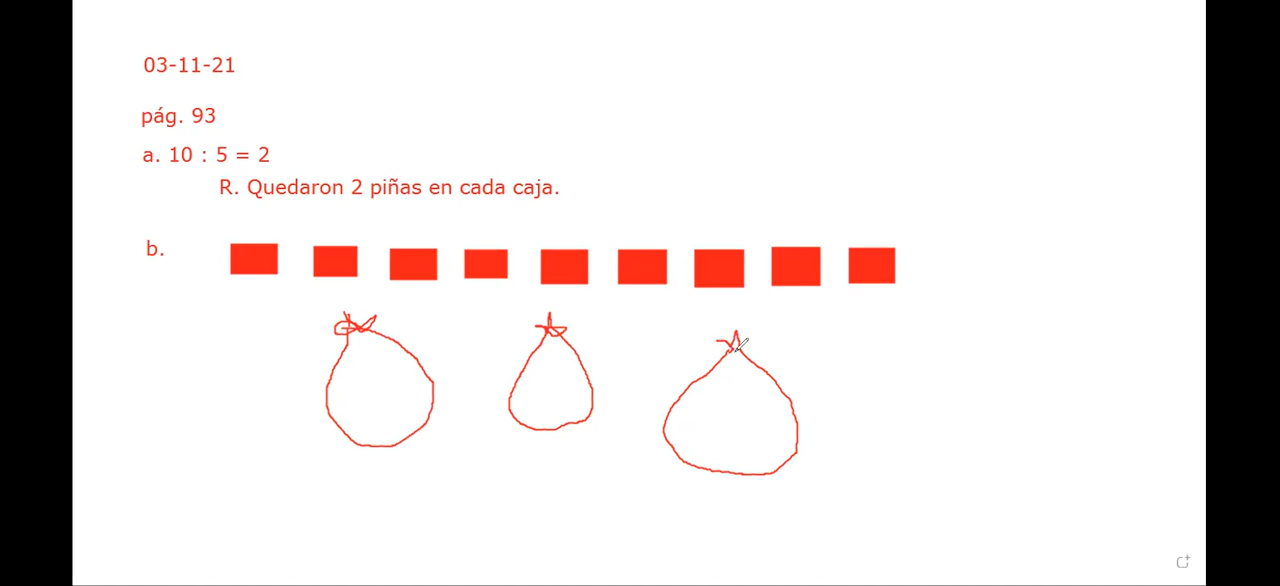 03-11-21
pág. 93
a. 10 : 5 = 2
R. Quedaron 2 piñas en cada caja.
b.